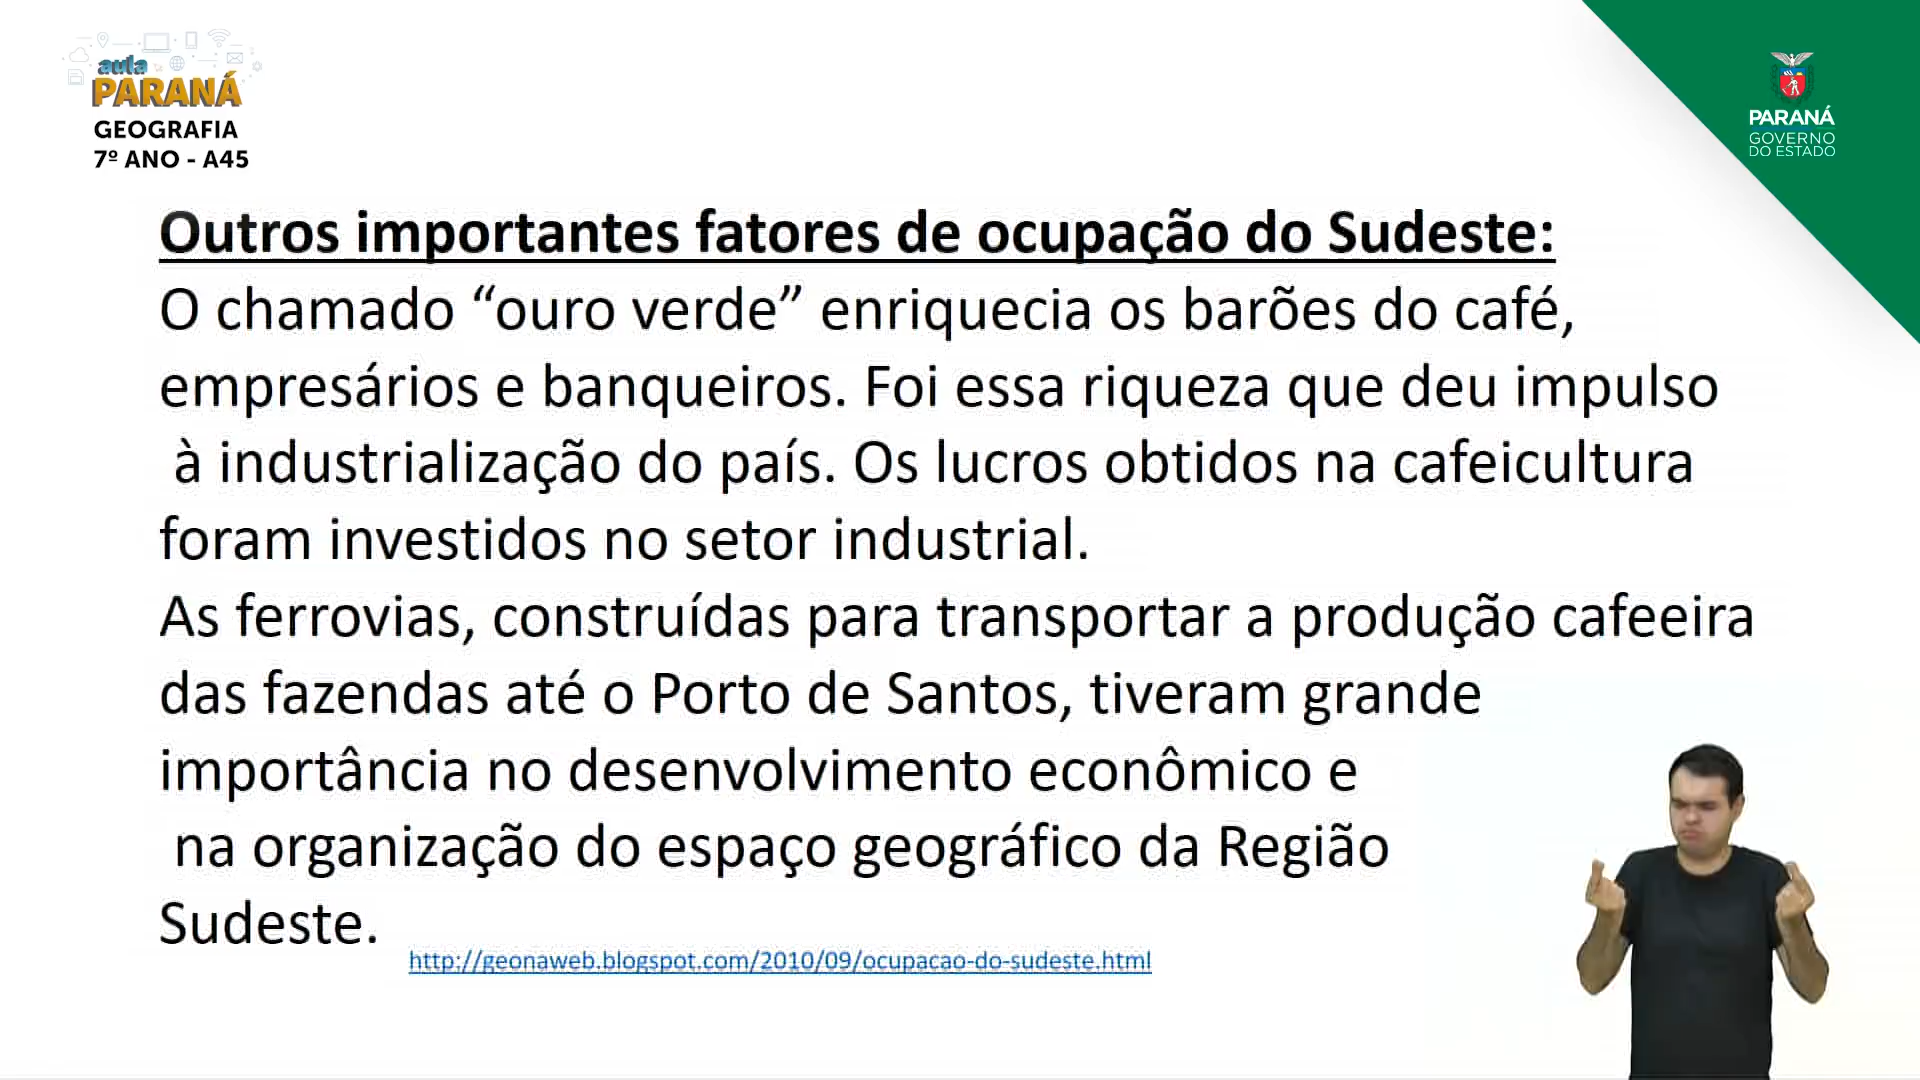 aula
PARANÁ
GEOGRAFIA
7º ANO - A45
PARANÁ
GOVERNO
DO ESTADO
Outros importantes fatores de ocupação do Sudeste:
O chamado “ouro verde” enriquecia os barões do café,
empresários e banqueiros. Foi essa riqueza que deu impulso
à industrialização do país. Os lucros obtidos na cafeicultura
foram investidos no setor industrial.
As ferrovias, construídas para transportar a produção cafeeira
das fazendas até o Porto de Santos, tiveram grande
importância no desenvolvimento econômico e
na organização do espaço geográfico da Região
Sudeste.
http://geonaweb.blogspot.com/2010/09/ocupacao-do-sudeste.html